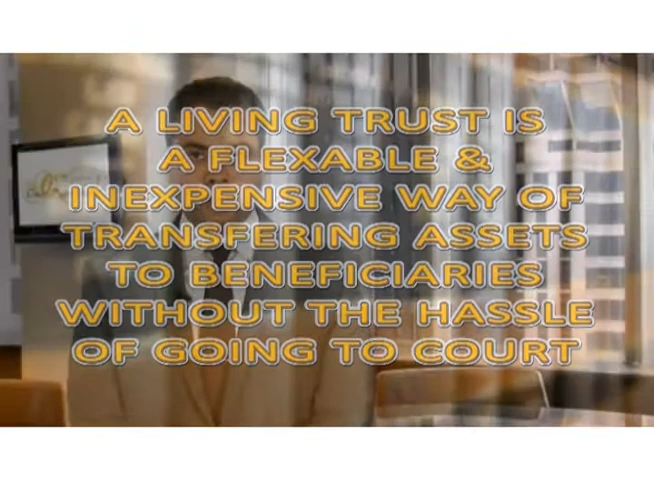 A LIVING TRUST IS
A FLEXABLE &
INEXPENSIVE WAY OF
TRANSFERING ASSETS
TO BENEFICIARIES
WITHOUT THE HASSLE
OF GOING TO COURT